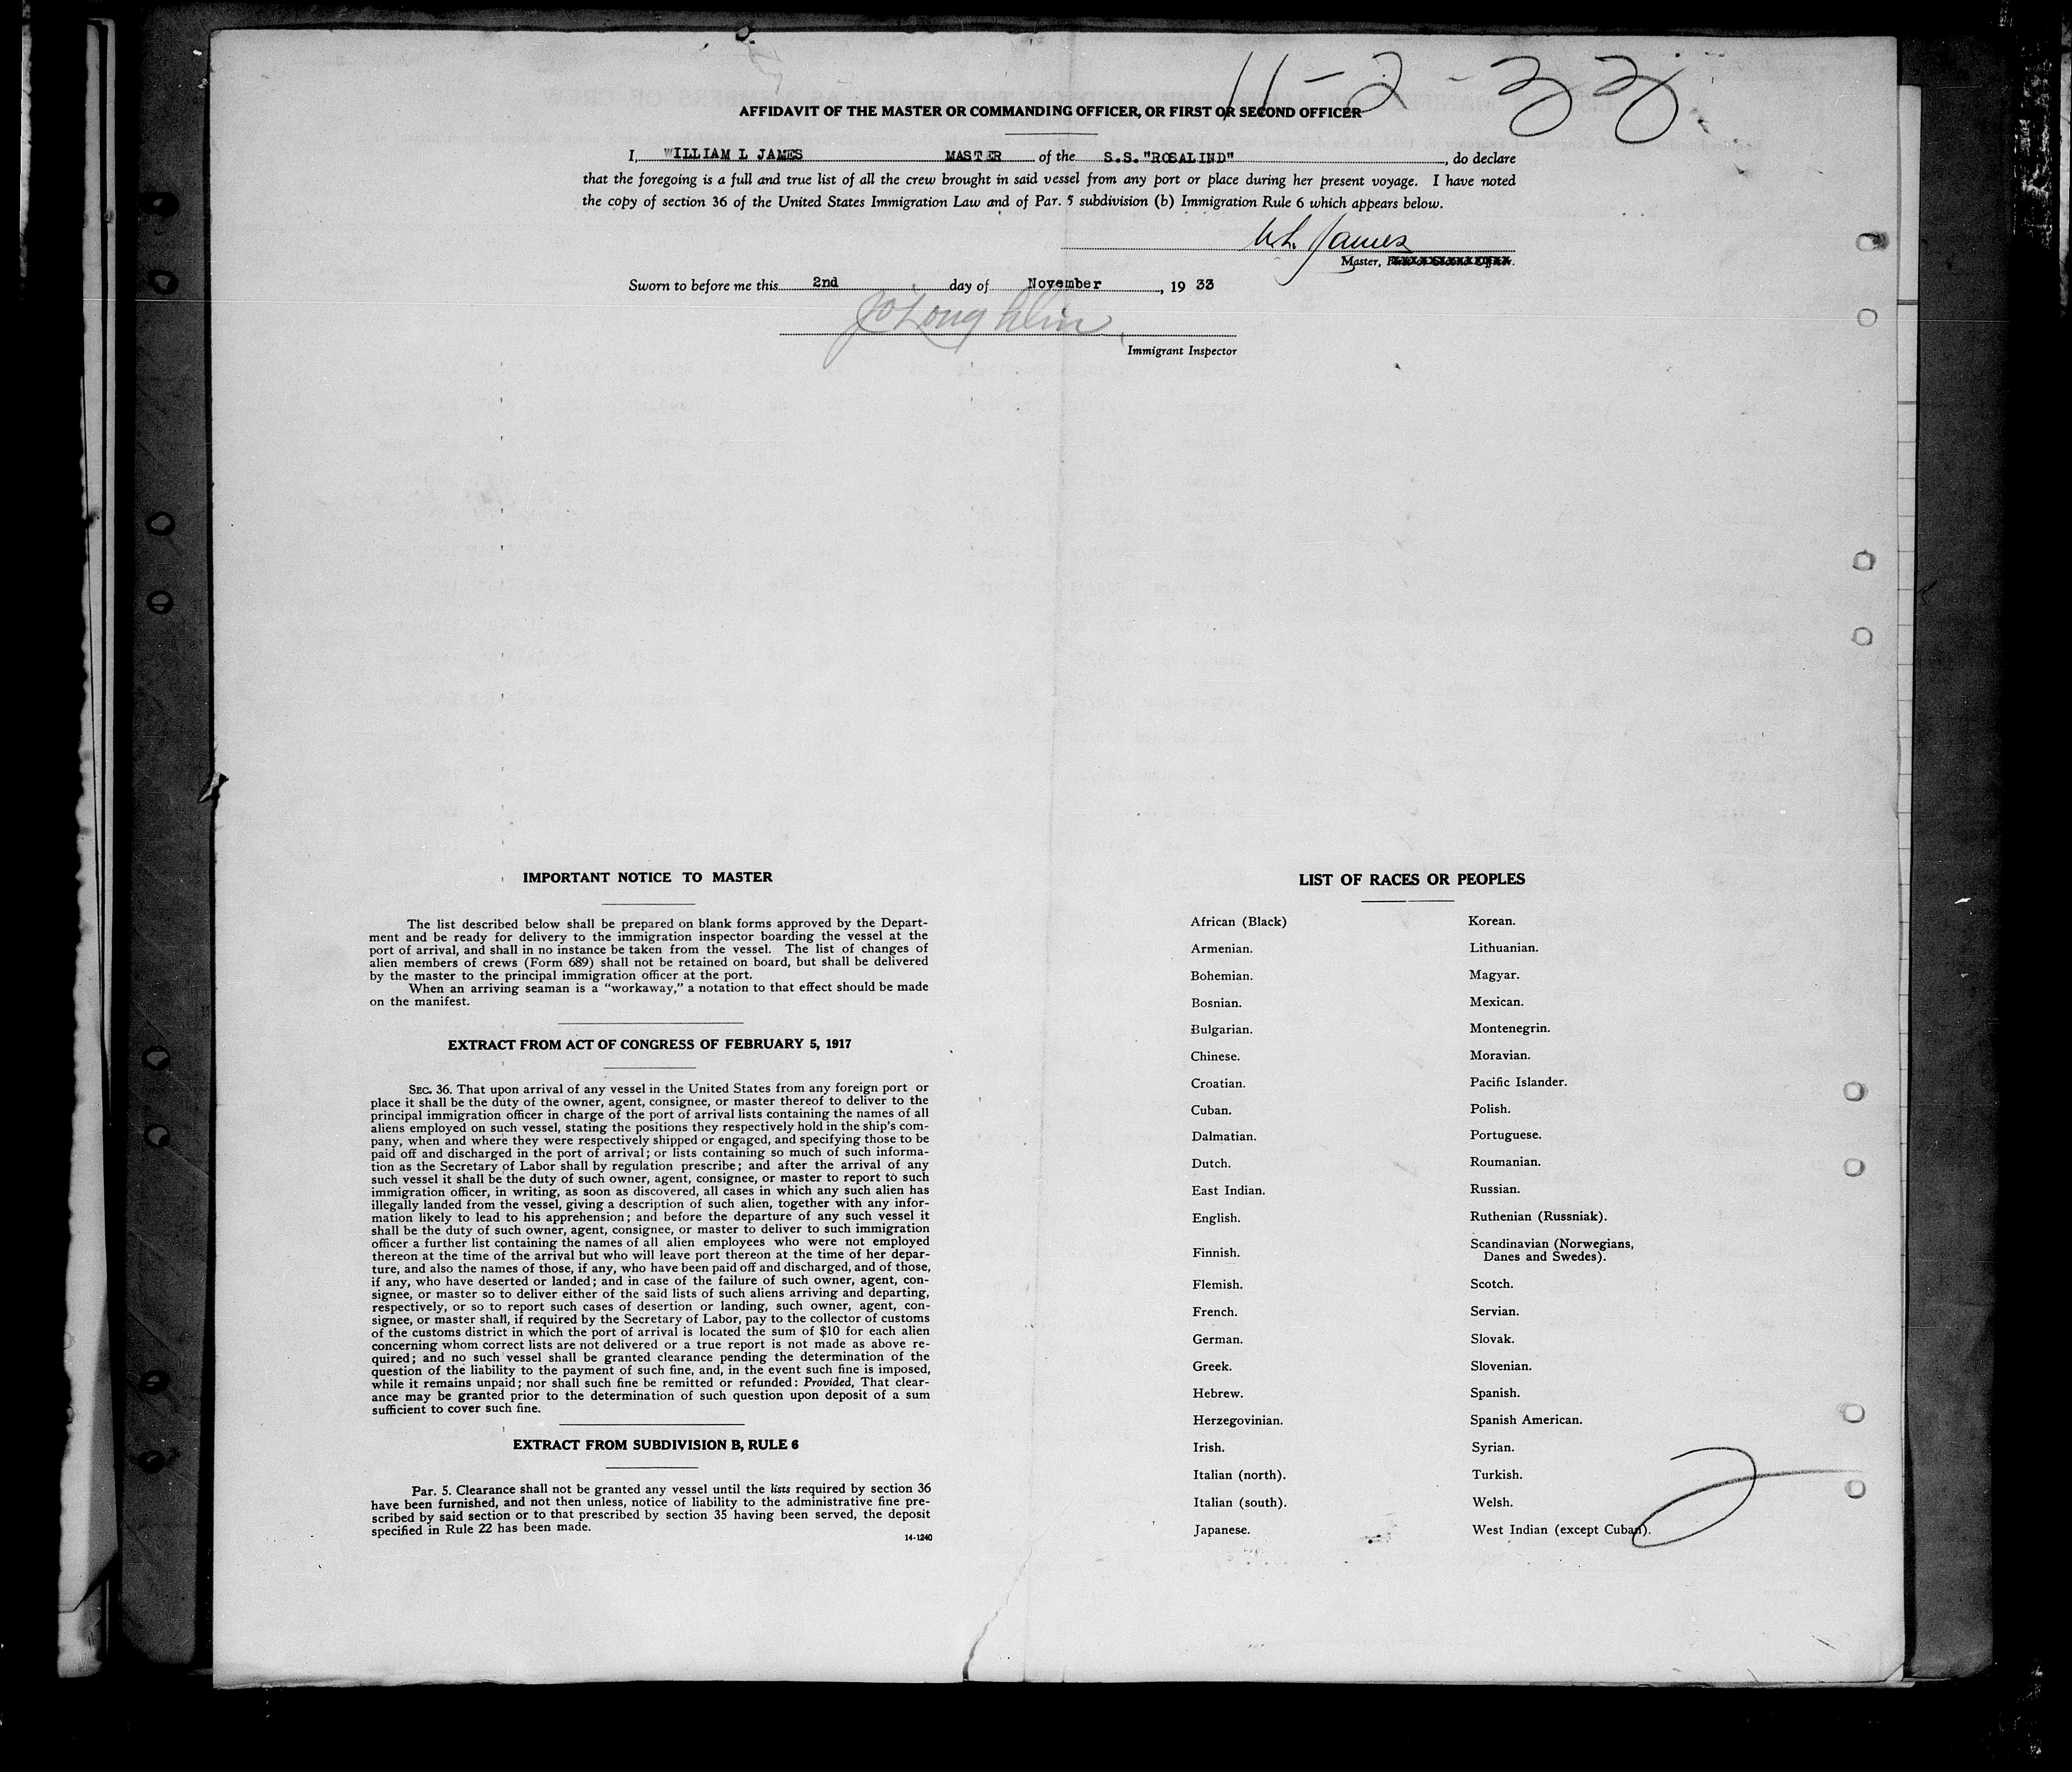 11-2-33
AFFIDAVIT OF THE MASTER OR COMMANDING OFFICER, OR FIRST OR SECOND OFFICER
I, WILLIAM L JAMES MASTER of the S.S. "ROSALIND", do declare
that the foregoing is a full and true list of all the crew brought in said vessel from any port or place during her present voyage. I have noted
the copy of section 36 of the United States Immigration Law and of Par. 5 subdivision (b) Immigration Rule 6 which appears below.
W.L. James
Master,
Sworn to before me this 2nd day of November, 19 33
Immigrant Inspector
IMPORTANT NOTICE TO MASTER
The list described below shall be prepared on blank forms approved by the Depart-
ment and be ready for delivery to the immigration inspector boarding the vessel at the
port of arrival, and shall in no instance be taken from the vessel. The list of changes of
alien members of crews (Form 689) shall not be retained on board, but shall be delivered
by the master to the principal immigration officer at the port.
When an arriving seaman is a "workaway," a notation to that effect should be made
on the manifest.
EXTRACT FROM ACT OF CONGRESS OF FEBRUARY 5, 1917
SEC. 36. That upon arrival of any vessel in the United States from any foreign port or
place it shall be the duty of the owner, agent, consignee, or master thereof to deliver to the
principal immigration officer in charge of the port of arrival lists containing the names of all
aliens employed on such vessel, stating the positions they respectively hold in the ship's com-
pany, when and where they were respectively shipped or engaged, and specifying those to be
paid off and discharged in the port of arrival; or lists containing so much of such informa-
tion as the Secretary of Labor shall by regulation prescribe; and after the arrival of any
such vessel it shall be the duty of such owner, agent, consignee, or master to report to such
immigration officer, in writing, as soon as discovered, all cases in which any such alien has
illegally landed from the vessel, giving a description of such alien, together with any infor-
mation likely to lead to his apprehension; and before the departure of any such vessel it
shall be the duty of such owner, agent, consignee, or master to deliver to such immigration
officer a further list containing the names of all alien employees who were not employed
thereon at the time of the arrival but who will leave port thereon at the time of her depar-
ture, and also the names of those, if any, who have been paid off and discharged, and of those,
if any, who have deserted or landed; and in case of the failure of such owner, agent, con-
signee, or master so to deliver either of the said lists of such aliens arriving and departing,
respectively, or so to report such cases of desertion or landing, such owner, agent, con-
signee, or master shall, if required by the Secretary of Labor, pay to the collector of customs
of the customs district in which the port of arrival is located the sum of $10 for each alien
concerning whom correct lists are not delivered or a true report is not made as above re-
quired; and no such vessel shall be granted clearance pending the determination of the
question of the liability to the payment of such fine, and, in the event such fine is imposed,
while it remains unpaid; nor shall such fine be remitted or refunded: Provided, That clear-
ance may be granted prior to the determination of such question upon deposit of a sum
sufficient to cover such fine.
EXTRACT FROM SUBDIVISION B, RULE 6
Par. 5. Clearance shall not be granted any vessel until the lists required by section 36
have been furnished, and not then unless, notice of liability to the administrative fine pre-
scribed by said section or to that prescribed by section 35 having been served, the deposit
specified in Rule 22 has been made.
14-1240
LIST OF RACES OR PEOPLES
African (Black)
Armenian.
Bohemian.
Bosnian.
Bulgarian.
Chinese.
Croatian.
Cuban.
Dalmatian.
Dutch.
East Indian.
English.
Finnish.
Flemish.
French.
German.
Greek.
Hebrew.
Herzegovinian.
Irish.
Italian (north).
Italian (south).
Japanese.
Korean.
Lithuanian.
Magyar.
Mexican.
Montenegrin.
Moravian.
Pacific Islander.
Polish.
Portuguese.
Roumanian.
Russian.
Ruthenian (Russniak).
Scandinavian (Norwegians,
Danes and Swedes).
Scotch.
Servian.
Slovak.
Slovenian.
Spanish.
Spanish American.
Syrian.
Turkish.
Welsh.
West Indian (except Cuban).
2